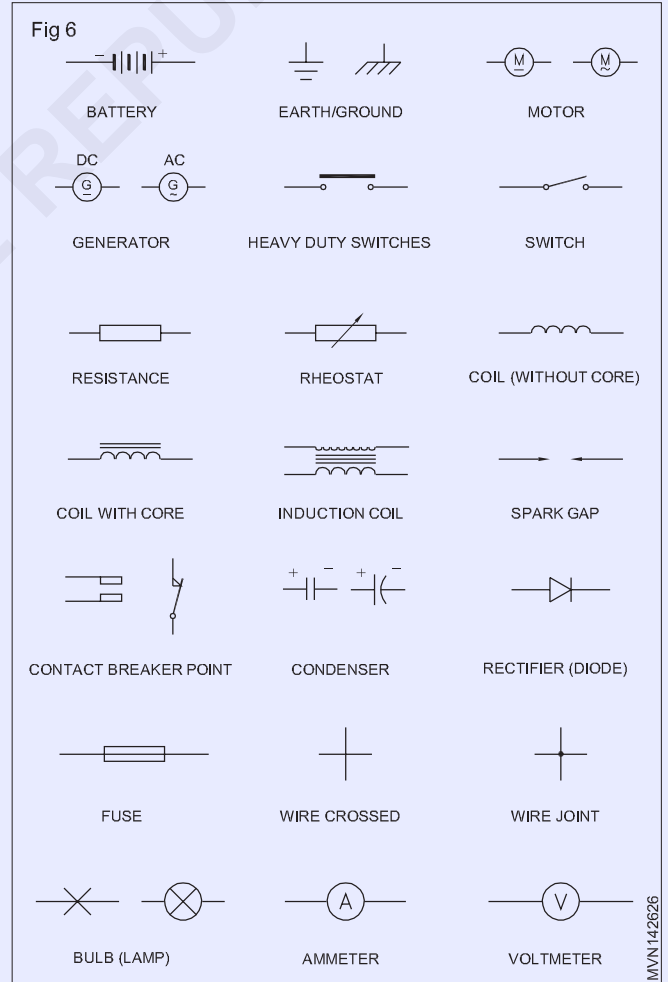 Fig 6
- +
BATTERY
EARTH/GROUND
M
M
~
MOTOR
DC AC
G
G
~
GENERATOR
HEAVY DUTY SWITCHES
SWITCH
RESISTANCE
RHEOSTAT
COIL (WITHOUT CORE)
COIL WITH CORE
INDUCTION COIL
SPARK GAP
CONTACT BREAKER POINT
+ - + -
CONDENSER
RECTIFIER (DIODE)
FUSE
WIRE CROSSED
WIRE JOINT
BULB (LAMP)
A
AMMETER
V
VOLTMETER
MVN142626